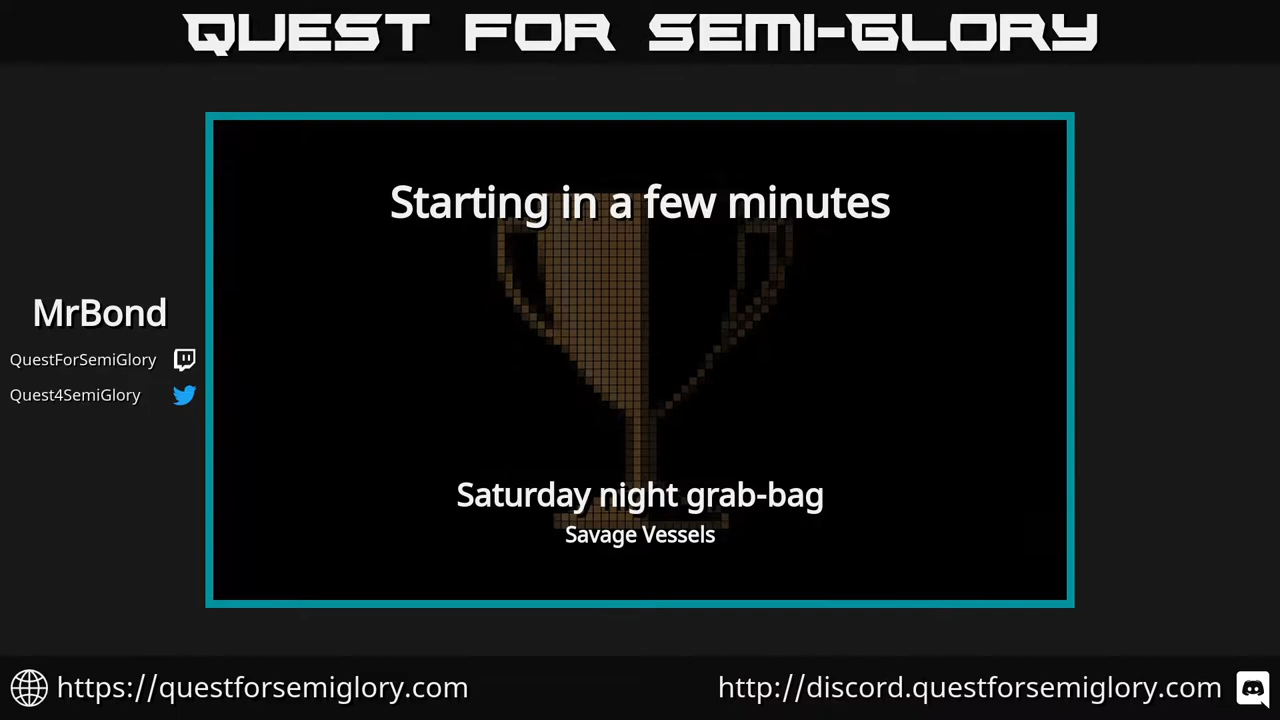 QUEST FOR SEMI-GLORY
Starting in a few minutes
MrBond
QuestForSemiGlory
Quest4SemiGlory
Saturday night grab-bag
Savage Vessels
https://questforsemiglory.com
http://discord.questforsemiglory.com